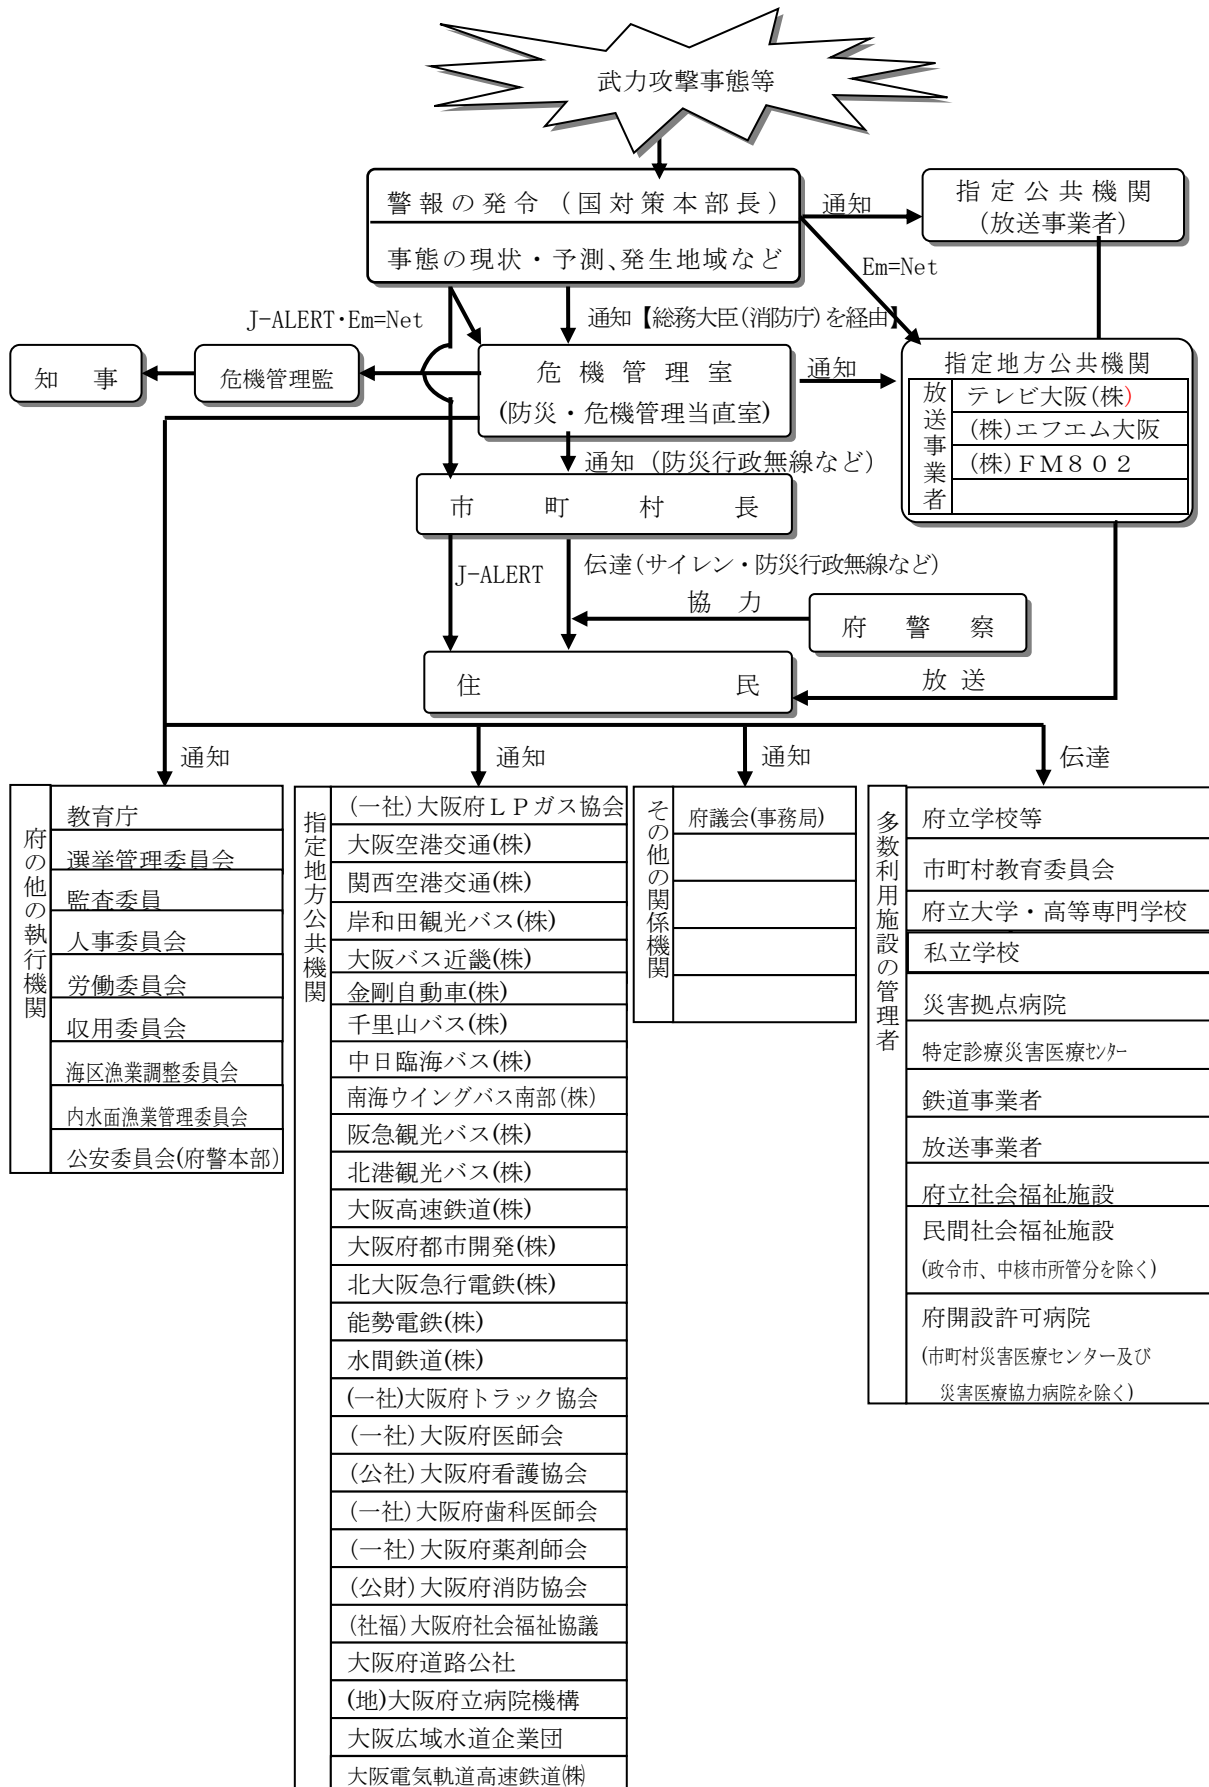 武力攻撃事態等
警報の発令（国対策本部長）
事態の現状・予測、発生地域など
通知
指定公共機関
(放送事業者)
Em=Net
J-ALERT・Em=Net
通知【総務大臣(消防庁)を経由】
知　事
危機管理監
危機管理室
(防災・危機管理当直室)
通知
指定地方公共機関
放送事業者
テレビ大阪(株)
(株)エフエム大阪
(株)ＦＭ８０２
通知（防災行政無線など）
市町村長
J-ALERT
伝達(サイレン・防災行政無線など)
協　力
府警察
住　民
放送
通知
通知
通知
伝達
府の他の執行機関
教育庁
選挙管理委員会
監査委員
人事委員会
労働委員会
収用委員会
海区漁業調整委員会
内水面漁業管理委員会
公安委員会(府警本部)
指定地方公共機関
(一社)大阪府ＬＰガス協会
大阪空港交通(株)
関西空港交通(株)
岸和田観光バス(株)
大阪バス近畿(株)
金剛自動車(株)
千里山バス(株)
中日臨海バス(株)
南海ウイングバス南部(株)
阪急観光バス(株)
北港観光バス(株)
大阪高速鉄道(株)
大阪府都市開発(株)
北大阪急行電鉄(株)
能勢電鉄(株)
水間鉄道(株)
(一社)大阪府トラック協会
(一社)大阪府医師会
(公社)大阪府看護協会
(一社)大阪府歯科医師会
(一社)大阪府薬剤師会
(公財)大阪府消防協会
(社福)大阪府社会福祉協議
大阪府道路公社
(地)大阪府立病院機構
大阪広域水道企業団
大阪電気軌道高速鉄道㈱
その他の関係機関
府議会(事務局)
多数利用施設の管理者
府立学校等
市町村教育委員会
府立大学・高等専門学校
私立学校
災害拠点病院
特定診療災害医療センター
鉄道事業者
放送事業者
府立社会福祉施設
民間社会福祉施設
(政令市、中核市所管分を除く)
府開設許可病院
(市町村災害医療センター及び
災害医療協力病院を除く)